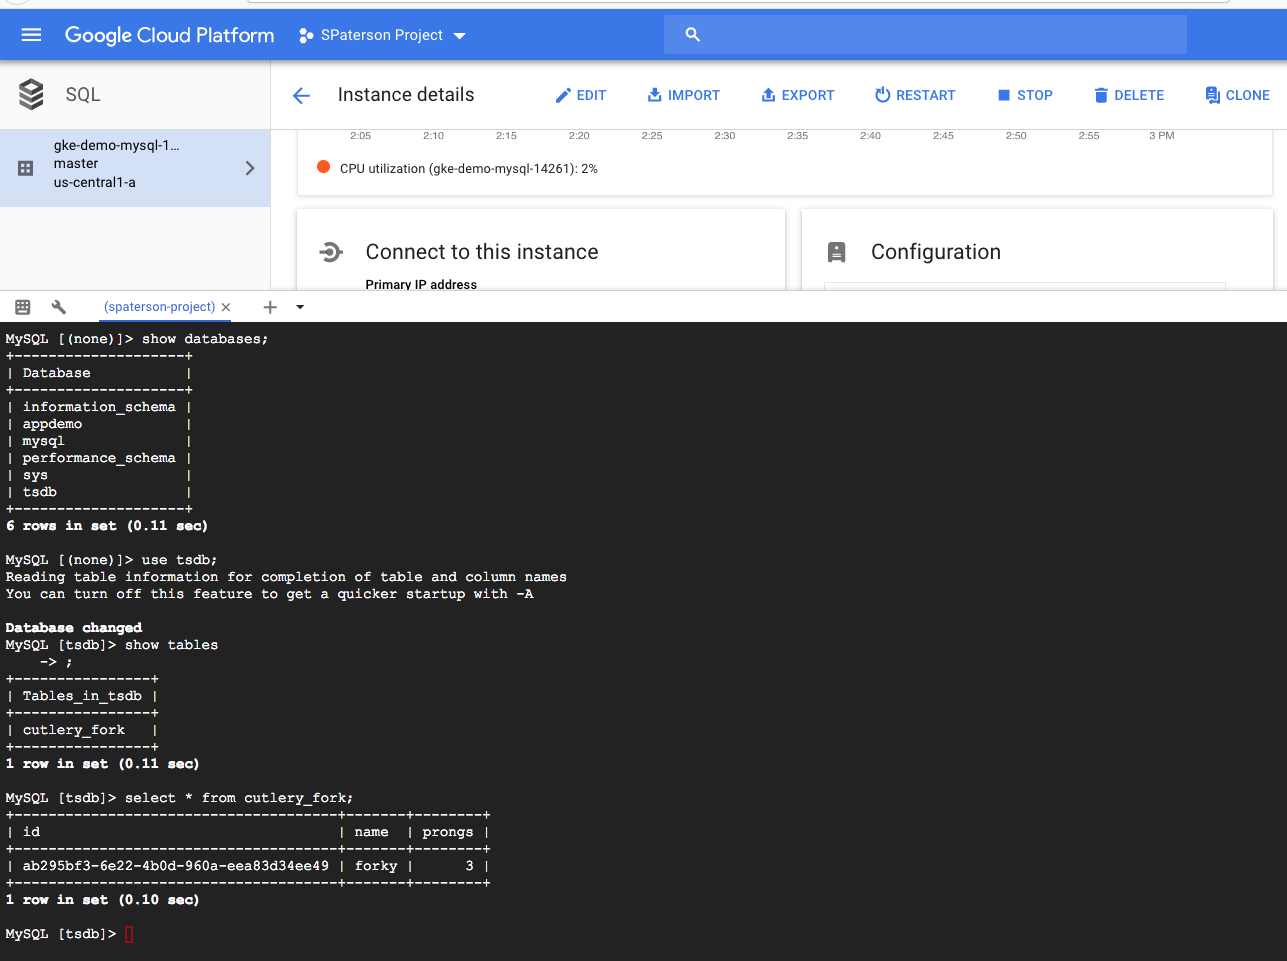 Google Cloud Platform SPaterson Project
SQL
Instance details EDIT IMPORT EXPORT RESTART STOP DELETE CLONE
gke-demo-mysql-1...
master
us-central1-a
2:05 2:10 2:15 2:20 2:25 2:30 2:35 2:40 2:45 2:50 2:55 3 PM
CPU utilization (gke-demo-mysql-14261): 2%
Connect to this instance
Primary IP address
Configuration
(spaterson-project)
MySQL [(none)]> show databases;
+--------------------+
| Database           |
+--------------------+
| information_schema |
| appdemo            |
| mysql              |
| performance_schema |
| sys                |
| tsdb               |
+--------------------+
6 rows in set (0.11 sec)
MySQL [(none)]> use tsdb;
Reading table information for completion of table and column names
You can turn off this feature to get a quicker startup with -A
Database changed
MySQL [tsdb]> show tables
    -> ;
+----------------+
| Tables_in_tsdb |
+----------------+
| cutlery_fork   |
+----------------+
1 row in set (0.11 sec)
MySQL [tsdb]> select * from cutlery_fork;
+--------------------------------------+-------+--------+
| id                                   | name  | prongs |
+--------------------------------------+-------+--------+
| ab295bf3-6e22-4b0d-960a-eea83d34ee49 | forky |      3 |
+--------------------------------------+-------+--------+
1 row in set (0.10 sec)
MySQL [tsdb]>